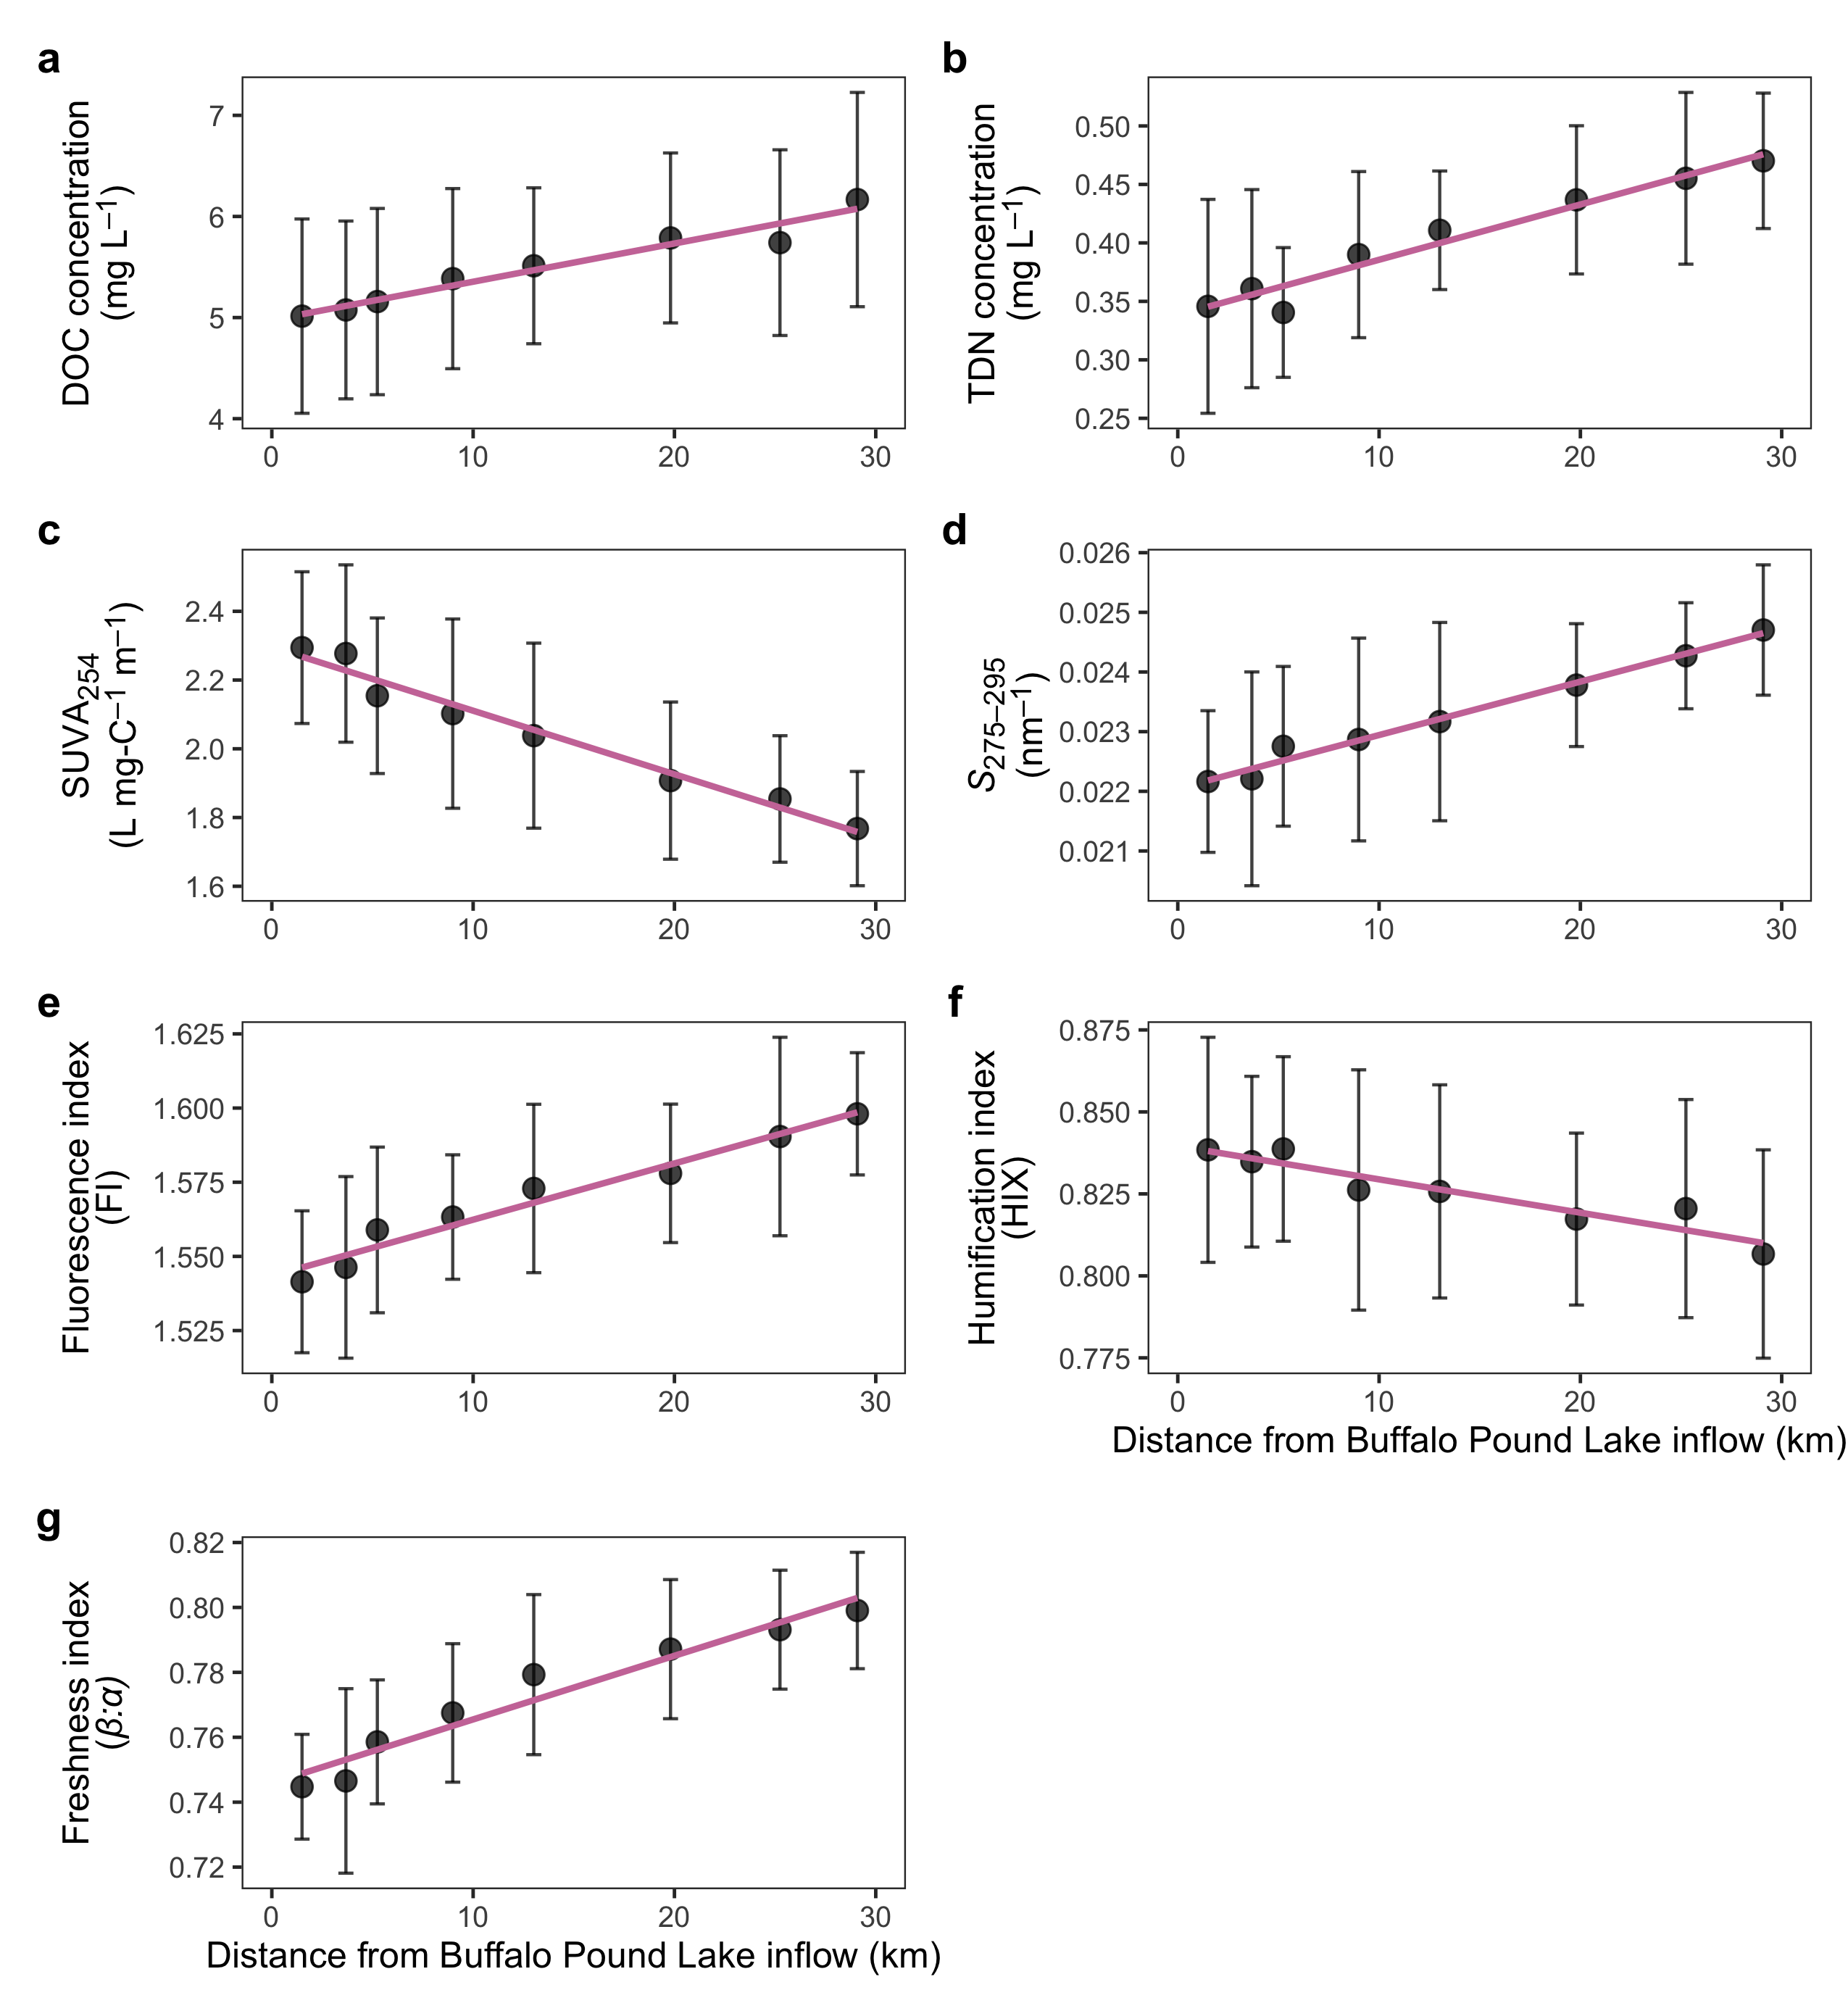 a
DOC concentration
(mg L⁻¹)
7
6
5
4
0 10 20 30
b
TDN concentration
(mg L⁻¹)
0.50
0.45
0.40
0.35
0.30
0.25
0 10 20 30
c
SUVA₂₅₄
(L mg-C⁻¹ m⁻¹)
2.4
2.2
2.0
1.8
1.6
0 10 20 30
d
S₂₇₅₋₂₉₅
(nm⁻¹)
0.026
0.025
0.024
0.023
0.022
0.021
0 10 20 30
e
Fluorescence index
(FI)
1.625
1.600
1.575
1.550
1.525
0 10 20 30
f
Humification index
(HIX)
0.875
0.850
0.825
0.800
0.775
0 10 20 30
Distance from Buffalo Pound Lake inflow (km)
g
Freshness index
(β:α)
0.82
0.80
0.78
0.76
0.74
0.72
0 10 20 30
Distance from Buffalo Pound Lake inflow (km)